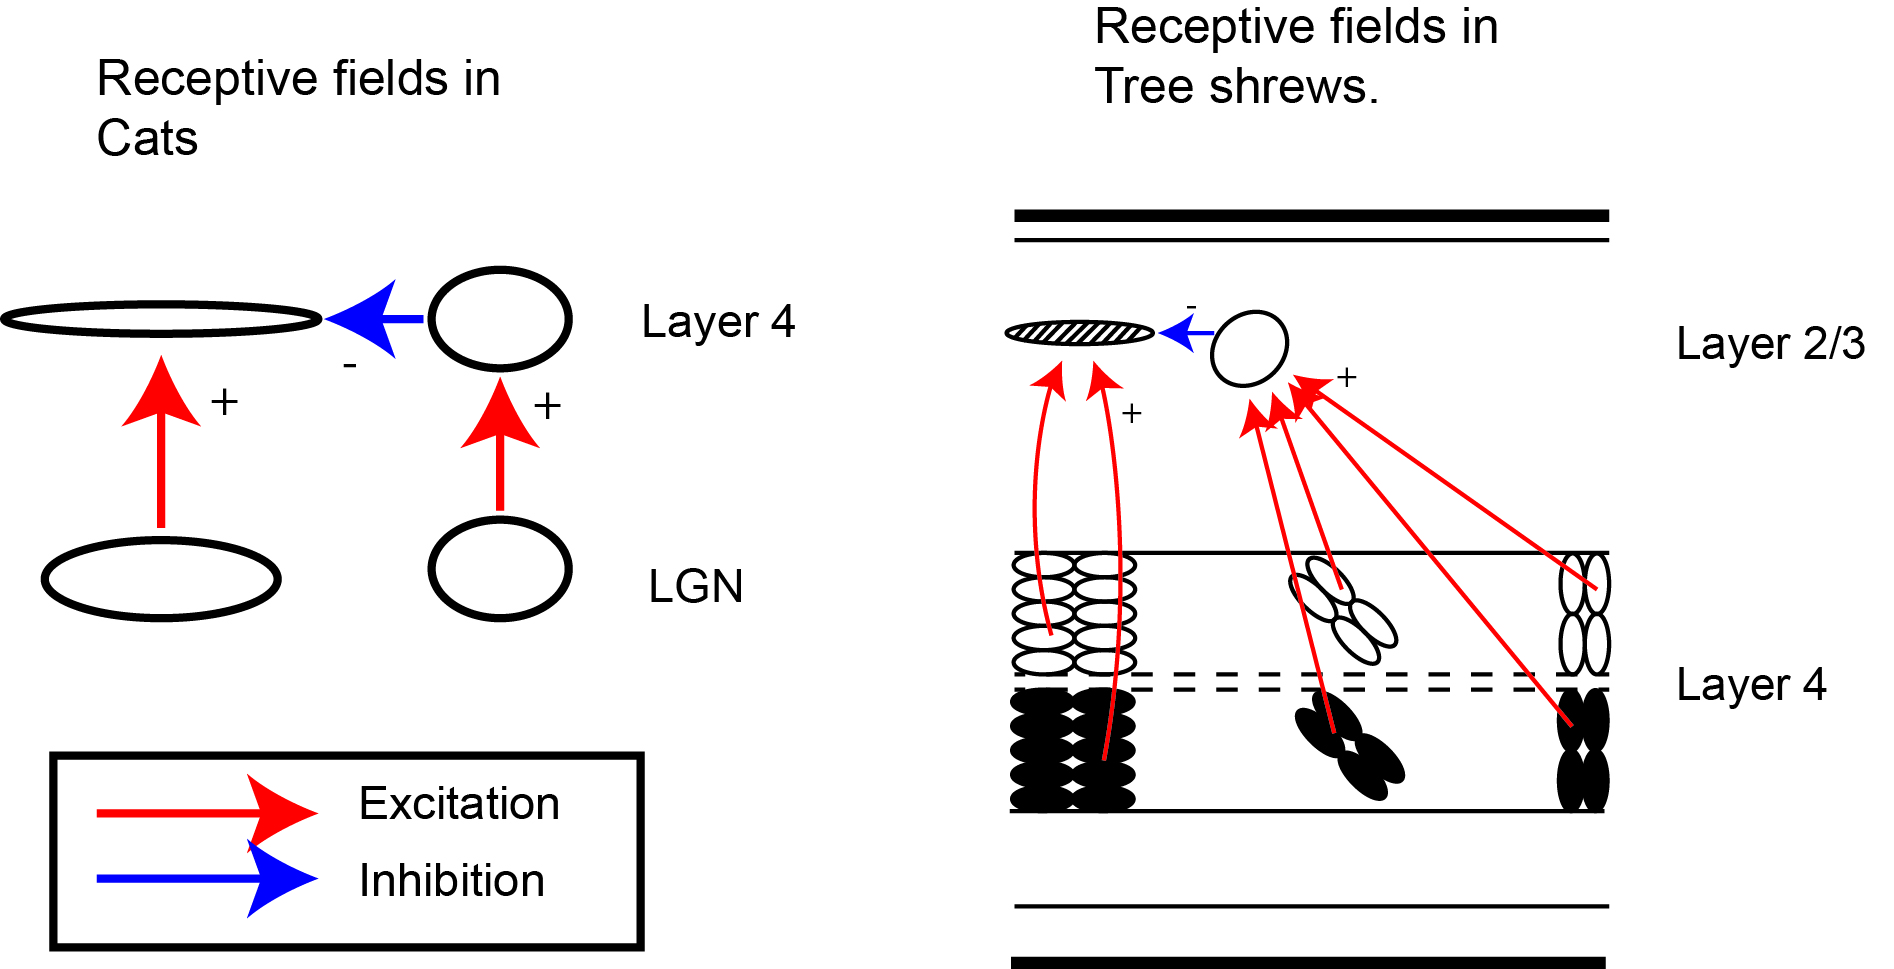 Receptive fields in
Cats
+
-
+
Layer 4
LGN
Excitation
Inhibition
Receptive fields in
Tree shrews.
-
+
+
Layer 2/3
Layer 4